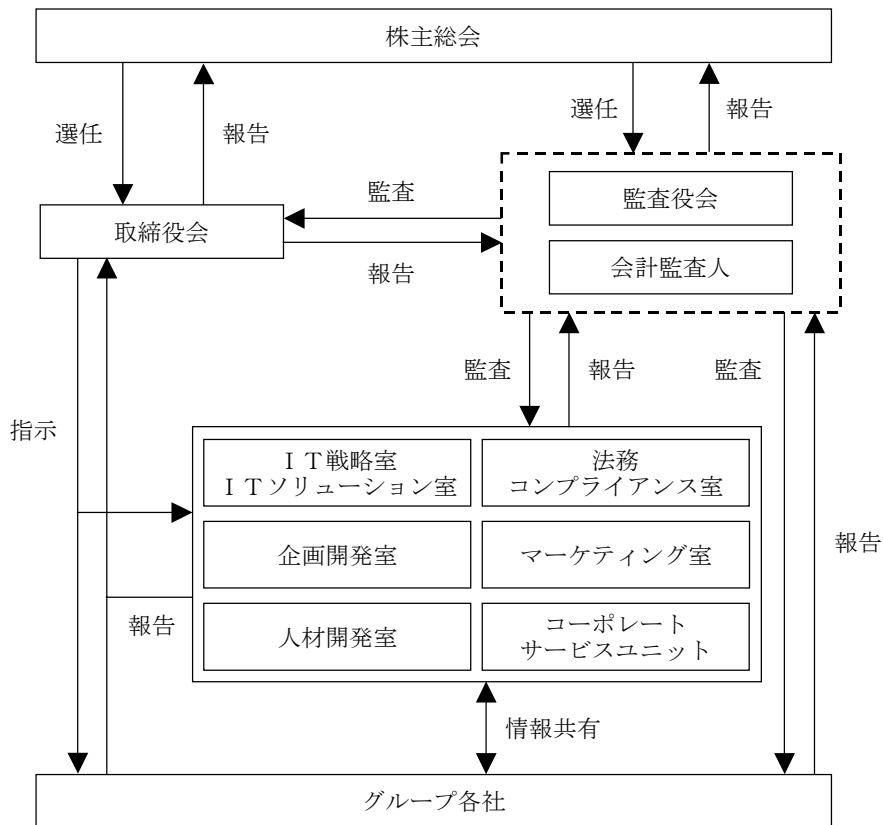 株主総会
選任
報告
選任
報告
監査役会
監査
取締役会
会計監査人
報告
監査
報告
監査
指示
ＩＴ戦略室
ＩＴソリューション室
法務
コンプライアンス室
企画開発室
マーケティング室
報告
報告
人材開発室
コーポレート
サービスユニット
情報共有
グループ各社